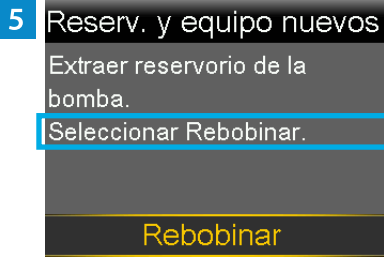 5
Reserv. y equipo nuevos
Extraer reservorio de la
bomba.
Seleccionar Rebobinar.
Rebobinar